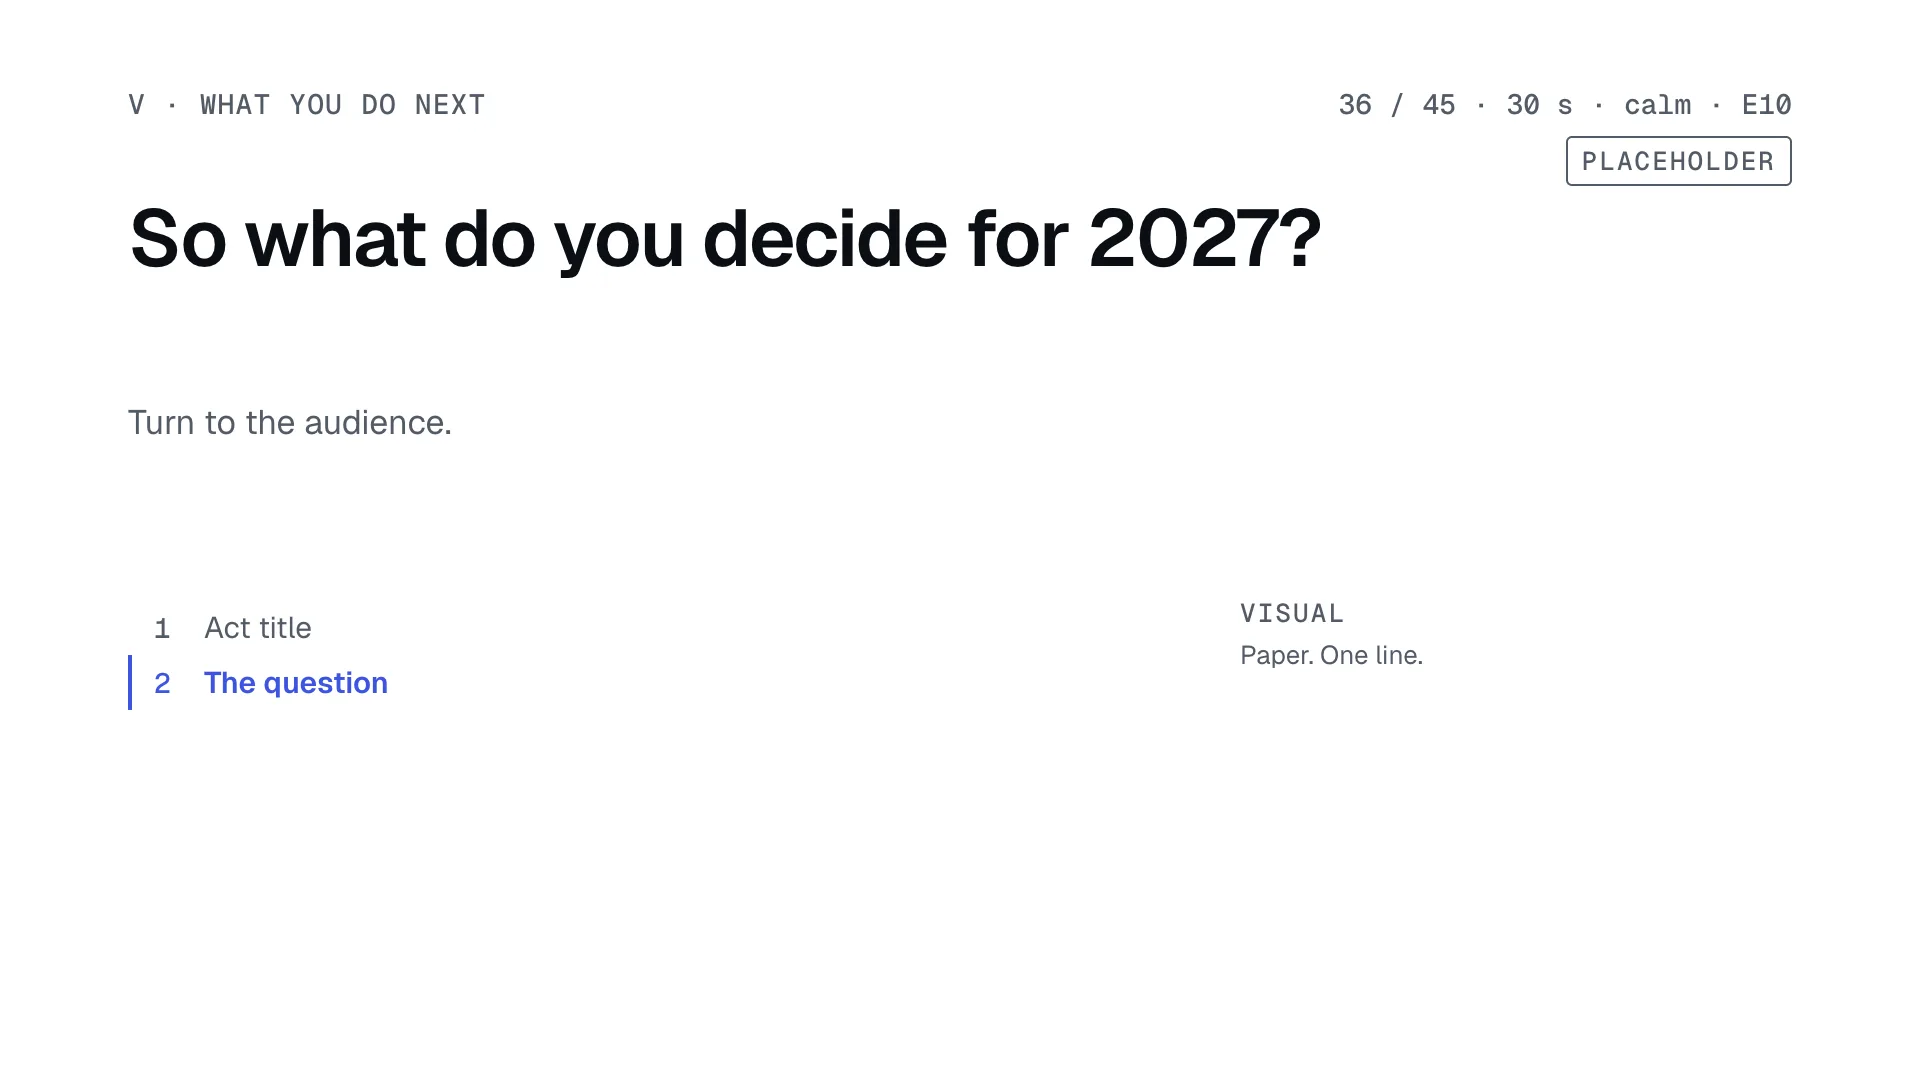 V · WHAT YOU DO NEXT
36 / 45 · 30 s · calm · E10
PLACEHOLDER
So what do you decide for 2027?
Turn to the audience.
1 Act title
2 The question
VISUAL
Paper. One line.